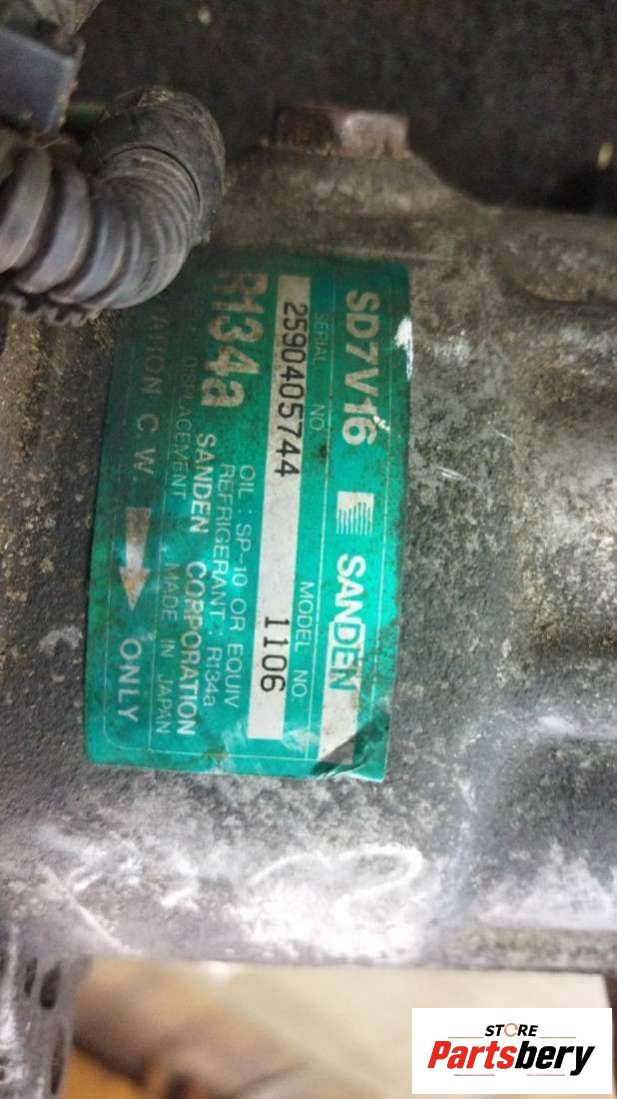 SD7V16 SANDEN
SERIAL NO. MODEL NO.
2590405744 1106
R134a
OIL : SP-10 OR EQUIV
REFRIGERANT : R134a
SANDEN CORPORATION
DISPLACEMENT MADE IN JAPAN
C.W. ONLY
STORE
Partsbery